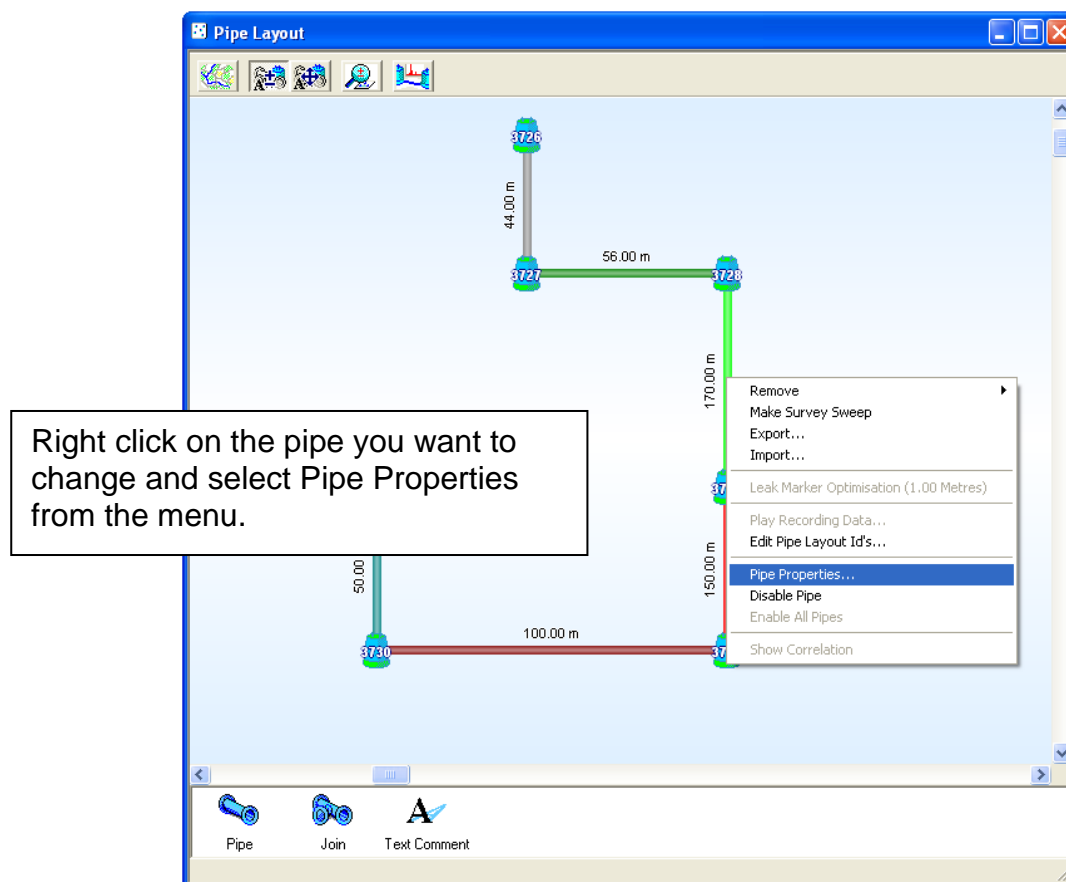 Pipe Layout
3726
44.00 m
3727
56.00 m
3728
170.00 m
Remove
Make Survey Sweep
Export...
Import...
Leak Marker Optimisation (1.00 Metres)
Play Recording Data...
Edit Pipe Layout Id's...
Pipe Properties...
Disable Pipe
Enable All Pipes
Show Correlation
Right click on the pipe you want to
change and select Pipe Properties
from the menu.
37
150.00 m
50.00
100.00 m
3730
37
Pipe
Join
A
Text Comment